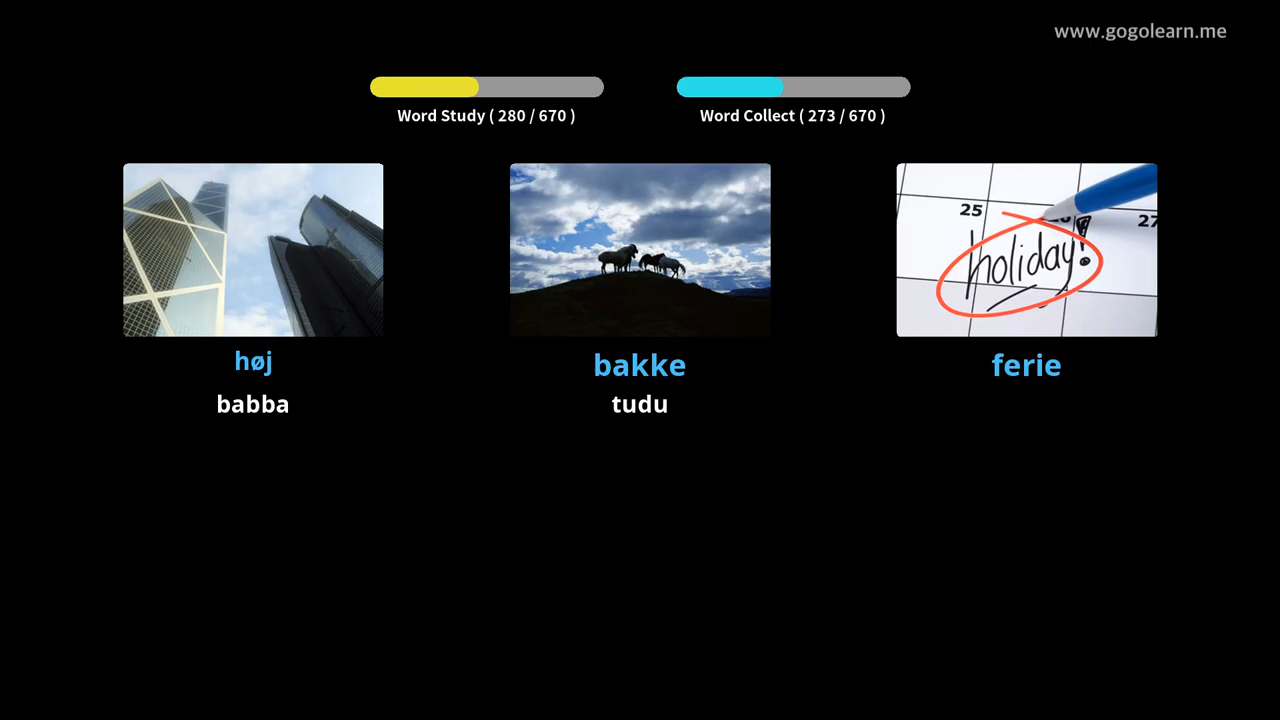 www.gogolearn.me
Word Study ( 280 / 670 )
Word Collect ( 273 / 670 )
25
27
holiday!
høj
bakke
ferie
babba
tudu